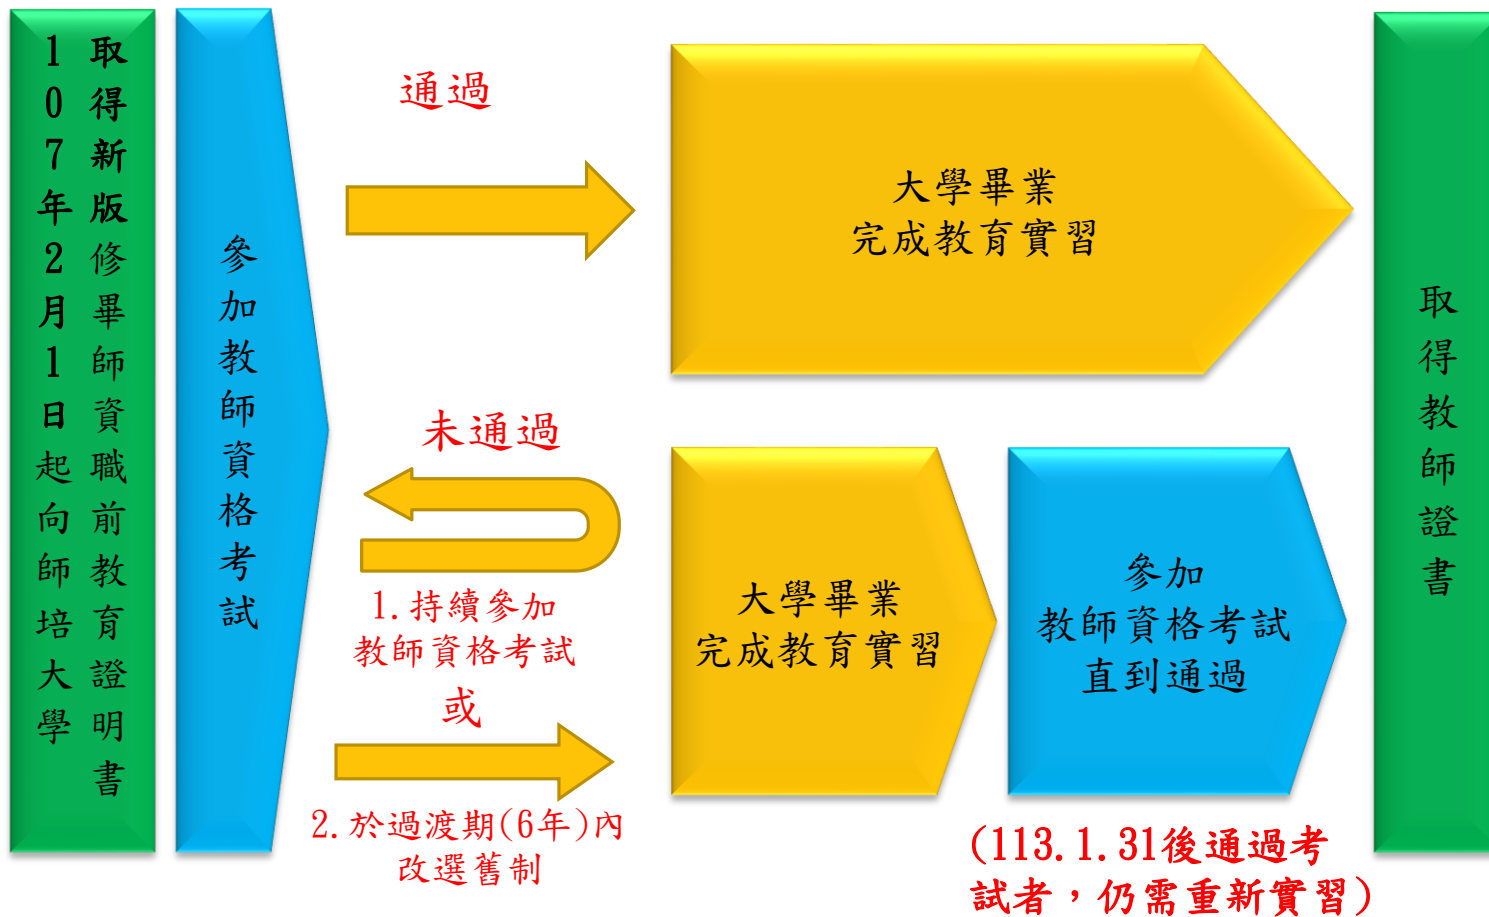 107年2月1日起向師培大學
取得新版修畢師資職前教育證明書
參加教師資格考試
通過
大學畢業
完成教育實習
未通過
1.持續參加
教師資格考試
或
2.於過渡期(6年)內
改選舊制
大學畢業
完成教育實習
參加
教師資格考試
直到通過
(113.1.31後通過考
試者，仍需重新實習)
取得教師證書